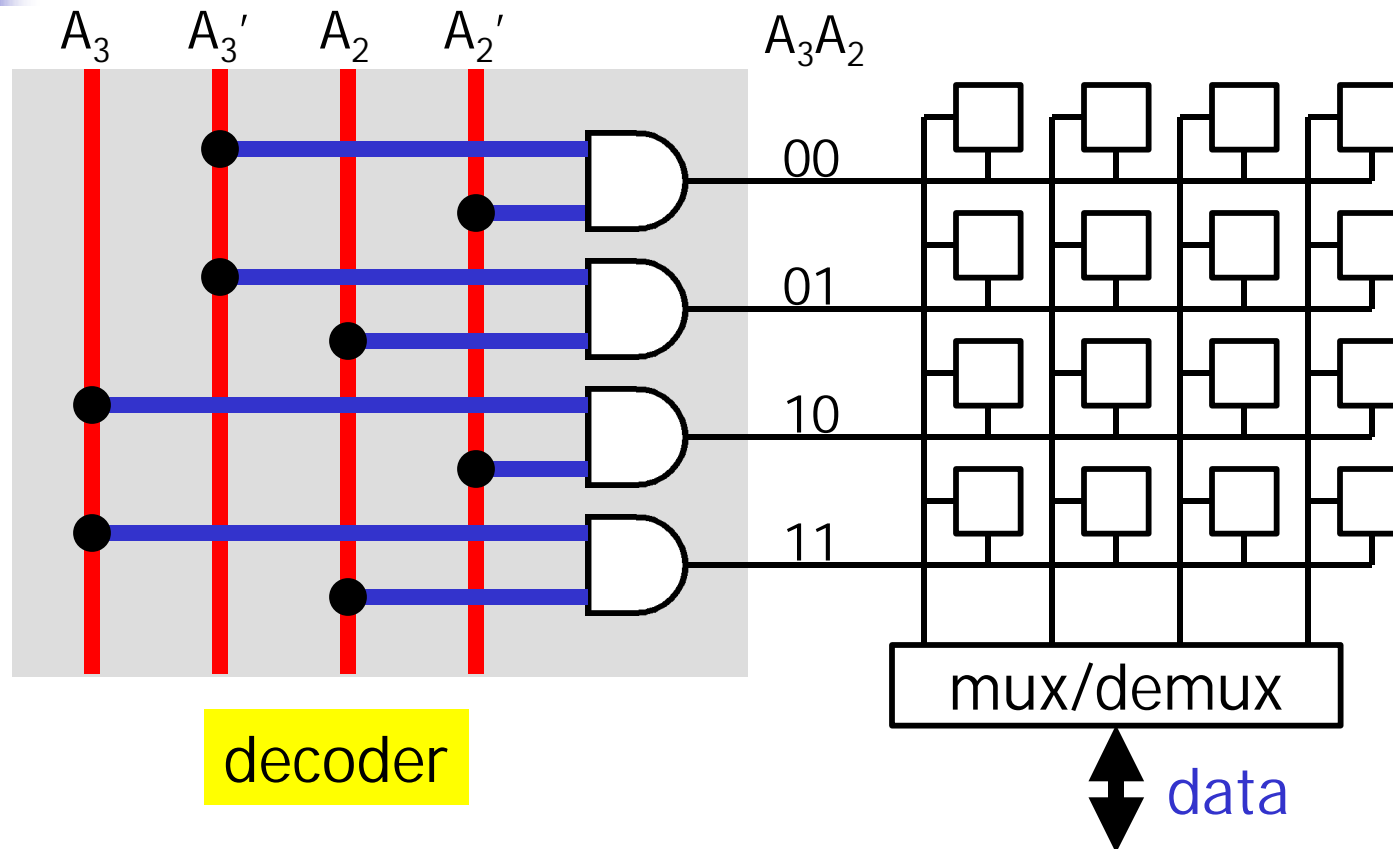 A₃ A₃′ A₂ A₂′ A₃A₂
00
01
10
11
mux/demux
decoder
data